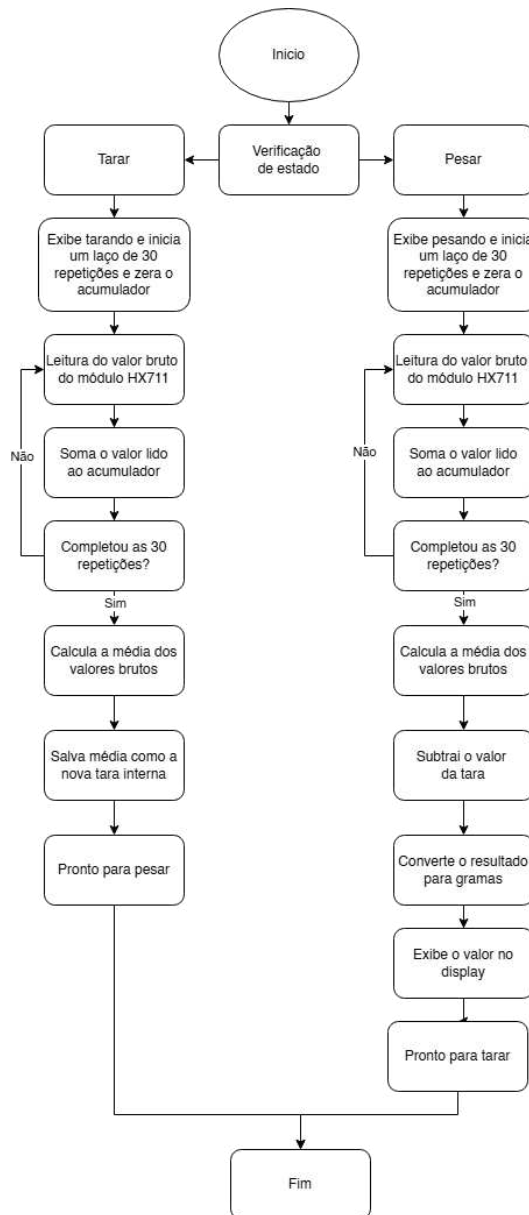 Inicio
Tarar
Verificação
de estado
Pesar
Exibe tarando e inicia
um laço de 30
repetições e zera o
acumulador
Leitura do valor bruto
do módulo HX711
Não
Soma o valor lido
ao acumulador
Completou as 30
repetições?
Sim
Calcula a média dos
valores brutos
Salva média como a
nova tara interna
Pronto para pesar
Exibe pesando e inicia
um laço de 30
repetições e zera o
acumulador
Leitura do valor bruto
do módulo HX711
Não
Soma o valor lido
ao acumulador
Completou as 30
repetições?
Sim
Calcula a média dos
valores brutos
Subtrai o valor
da tara
Converte o resultado
para gramas
Exibe o valor no
display
Pronto para tarar
Fim